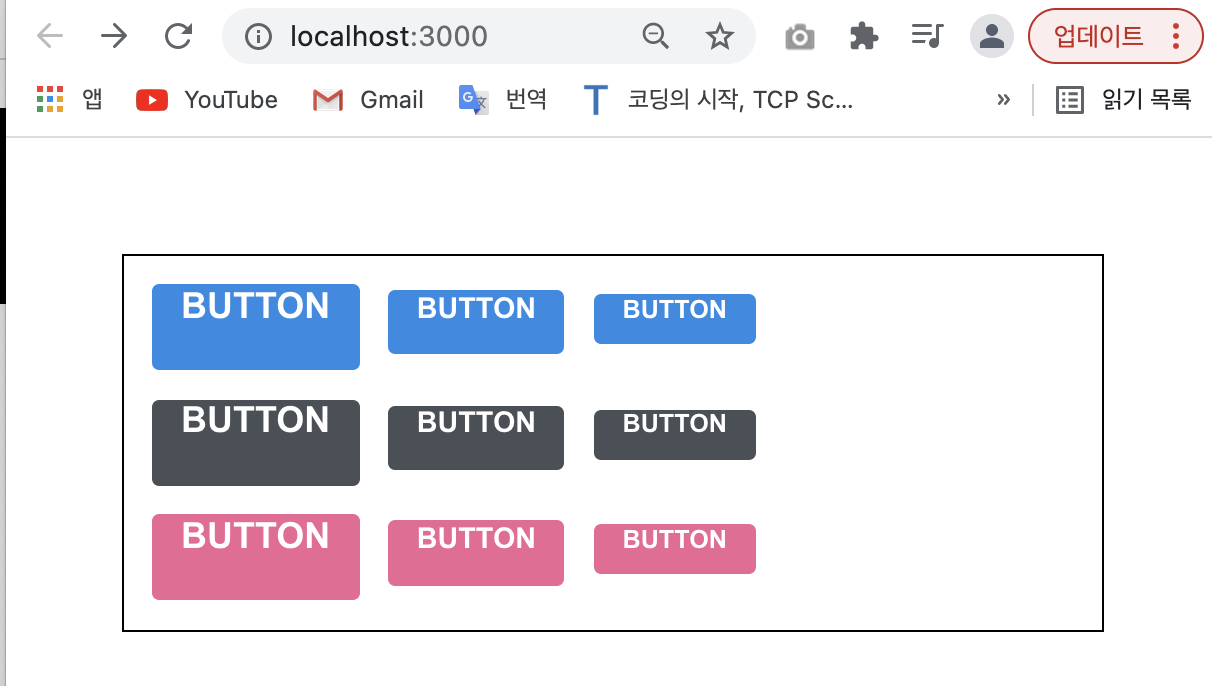 localhost:3000 업데이트
앱 YouTube Gmail 번역 코딩의 시작, TCP Sc... » 읽기 목록
BUTTON BUTTON BUTTON
BUTTON BUTTON BUTTON
BUTTON BUTTON BUTTON